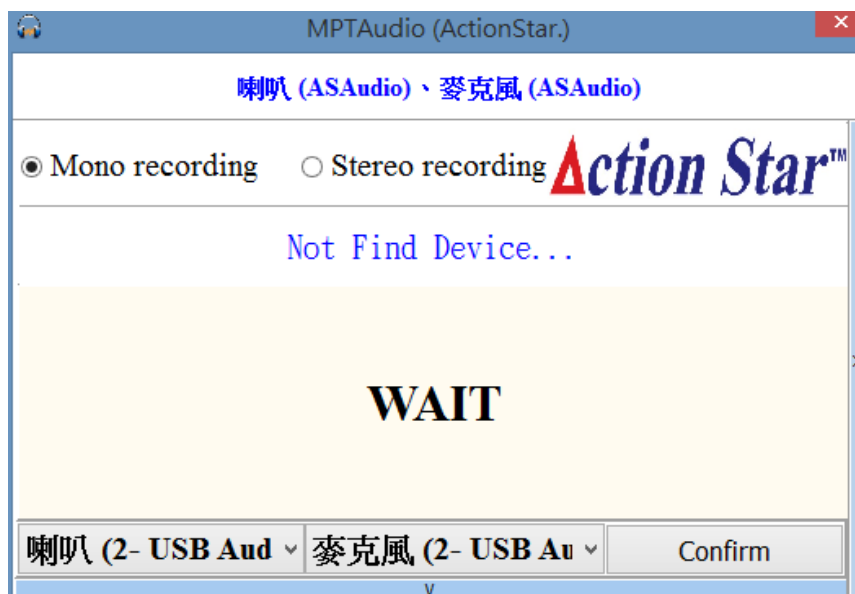 MPTAudio (ActionStar.)
喇叭 (ASAudio)、麥克風 (ASAudio)
Mono recording Stereo recording Action Star™
Not Find Device...
WAIT
喇叭 (2- USB Aud 麥克風 (2- USB Au Confirm